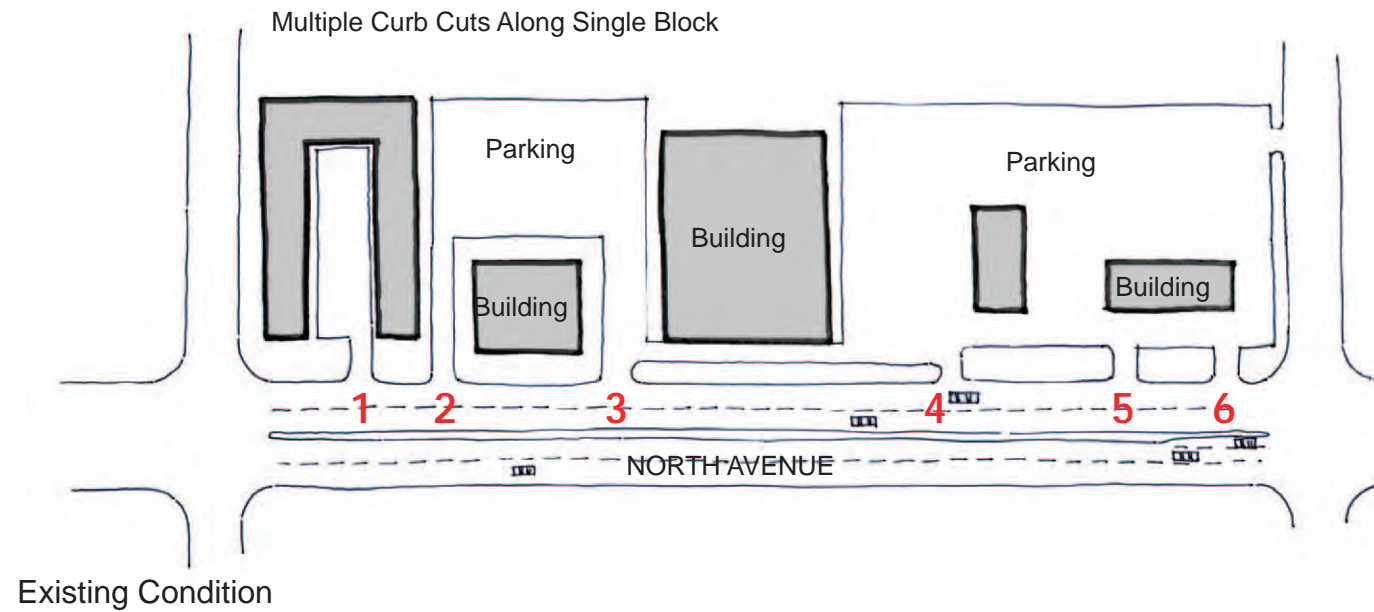 Multiple Curb Cuts Along Single Block
Parking
Parking
Building
Building
Building
1 2 3 4 5 6
NORTH AVENUE
Existing Condition